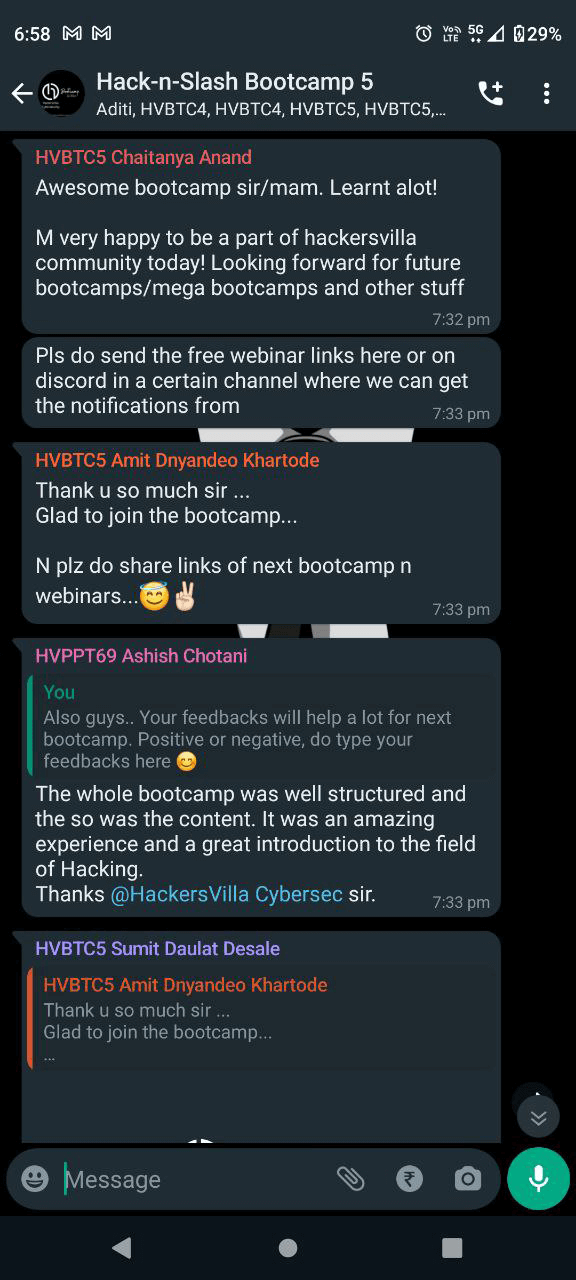 6:58
Vo))
LTE
5G
29%
Hack-n-Slash Bootcamp 5
Aditi, HVBTC4, HVBTC4, HVBTC5, HVBTC5,...
HVBTC5 Chaitanya Anand
Awesome bootcamp sir/mam. Learnt alot!
M very happy to be a part of hackersvilla
community today! Looking forward for future
bootcamps/mega bootcamps and other stuff
7:32 pm
Pls do send the free webinar links here or on
discord in a certain channel where we can get
the notifications from
7:33 pm
HVBTC5 Amit Dnyandeo Khartode
Thank u so much sir ...
Glad to join the bootcamp...
N plz do share links of next bootcamp n
webinars...😇✌🏻
7:33 pm
HVPPT69 Ashish Chotani
You
Also guys.. Your feedbacks will help a lot for next
bootcamp. Positive or negative, do type your
feedbacks here 😊
The whole bootcamp was well structured and
the so was the content. It was an amazing
experience and a great introduction to the field
of Hacking.
Thanks @HackersVilla Cybersec sir.
7:33 pm
HVBTC5 Sumit Daulat Desale
HVBTC5 Amit Dnyandeo Khartode
Thank u so much sir ...
Glad to join the bootcamp...
...
Message
₹